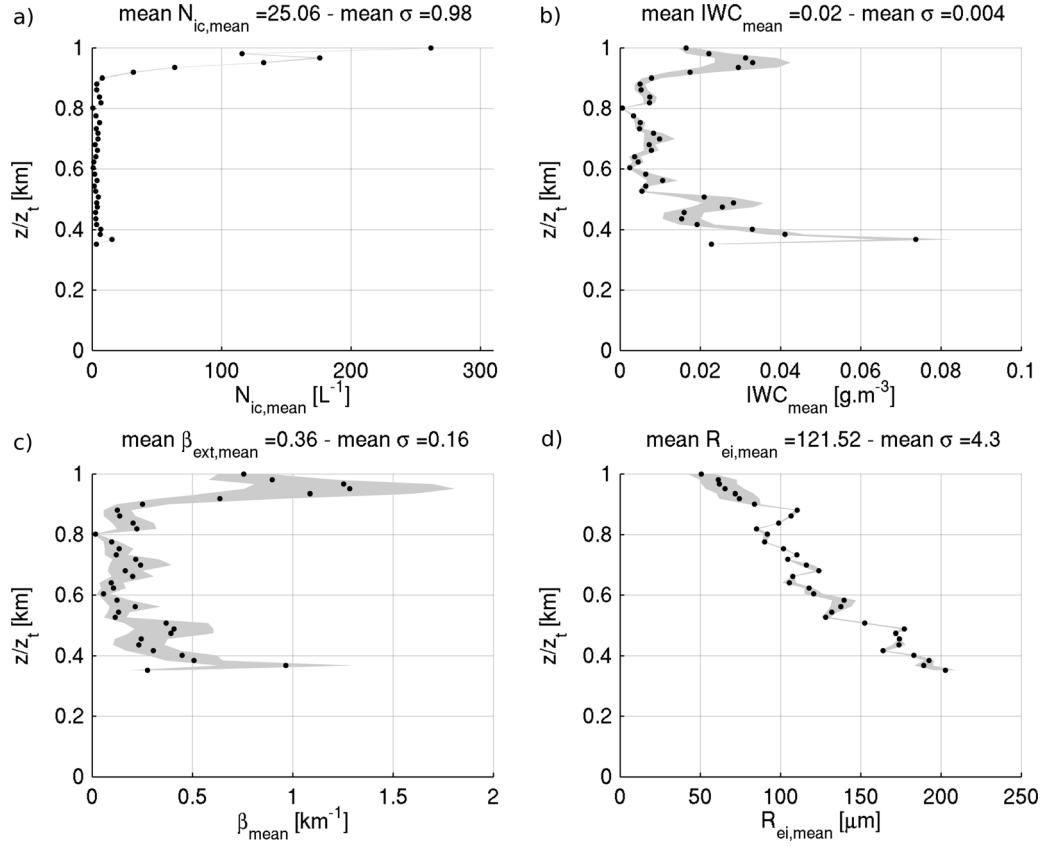 a)
mean N_ic,mean =25.06 - mean σ =0.98
1
0.8
0.6
0.4
0.2
1
z/z_t [km]
0 100 200 300
N_ic,mean [L^-1]
b)
mean IWC_mean =0.02 - mean σ =0.004
1
0.8
0.6
0.4
0.2
1
z/z_t [km]
0 0.02 0.04 0.06 0.08 0.1
IWC_mean [g.m^-3]
c)
mean β_ext,mean =0.36 - mean σ =0.16
1
0.8
0.6
0.4
0.2
1
z/z_t [km]
0 0.5 1 1.5 2
β_mean [km^-1]
d)
mean R_ei,mean =121.52 - mean σ =4.3
1
0.8
0.6
0.4
0.2
1
z/z_t [km]
0 50 100 150 200 250
R_ei,mean [μm]